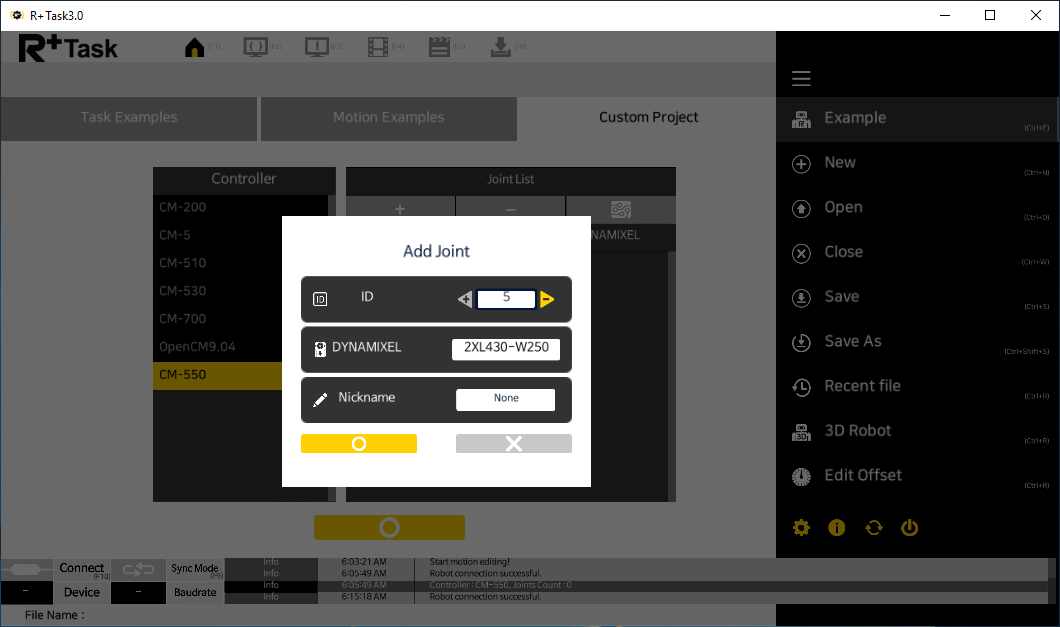 R+Task3.0
R+Task (F1) (F2) (F3) (F4) (F5) (F6)
Task Examples
Motion Examples
Custom Project
Controller
CM-200
CM-5
CM-510
CM-530
CM-700
OpenCM9.04
CM-550
Joint List
+ −
NAMIXEL
Add Joint
ID ID 5
DYNAMIXEL 2XL430-W250
Nickname None
Example (Ctrl+E)
New (Ctrl+N)
Open (Ctrl+O)
Close (Ctrl+W)
Save (Ctrl+S)
Save As (Ctrl+Shift+S)
Recent file (Ctrl+R)
3D Robot (Ctrl+R)
Edit Offset (Ctrl+R)
Connect (F10)
Sync Mode (F9)
- Device - Baudrate
Info 6:03:21 AM Start motion editing!
Info 6:05:49 AM Robot connection successful.
Info 6:05:49 AM Controller : CM-550, Joints Count : 0
Info 6:15:18 AM Robot connection successful.
File Name :